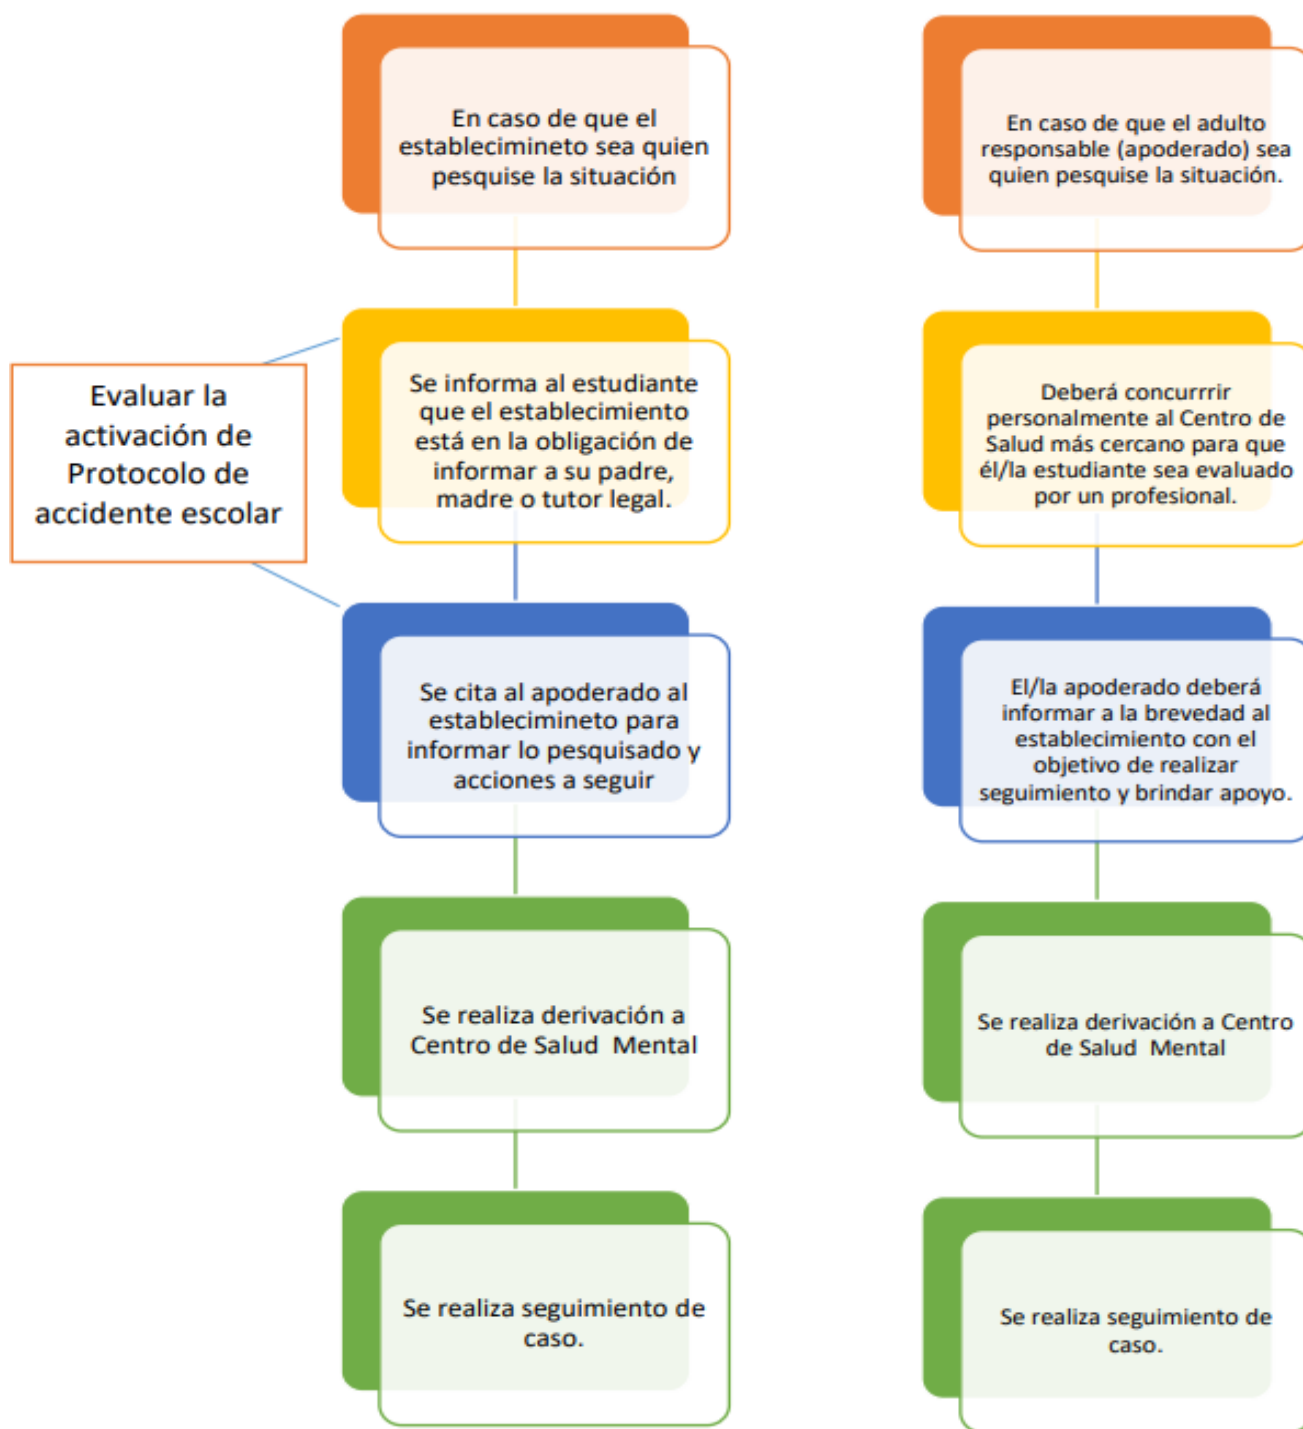 En caso de que el
establecimineto sea quien
pesquise la situación
Evaluar la
activación de
Protocolo de
accidente escolar
Se informa al estudiante
que el establecimiento
está en la obligación de
informar a su padre,
madre o tutor legal.
Se cita al apoderado al
establecimineto para
informar lo pesquisado y
acciones a seguir
Se realiza derivación a
Centro de Salud  Mental
Se realiza seguimiento de
caso.
En caso de que el adulto
responsable (apoderado) sea
quien pesquise la situación.
Deberá concurrrir
personalmente al Centro de
Salud más cercano para que
él/la estudiante sea evaluado
por un profesional.
El/la apoderado deberá
informar a la brevedad al
establecimiento con el
objetivo de realizar
seguimiento y brindar apoyo.
Se realiza derivación a Centro
de Salud  Mental
Se realiza seguimiento de
caso.